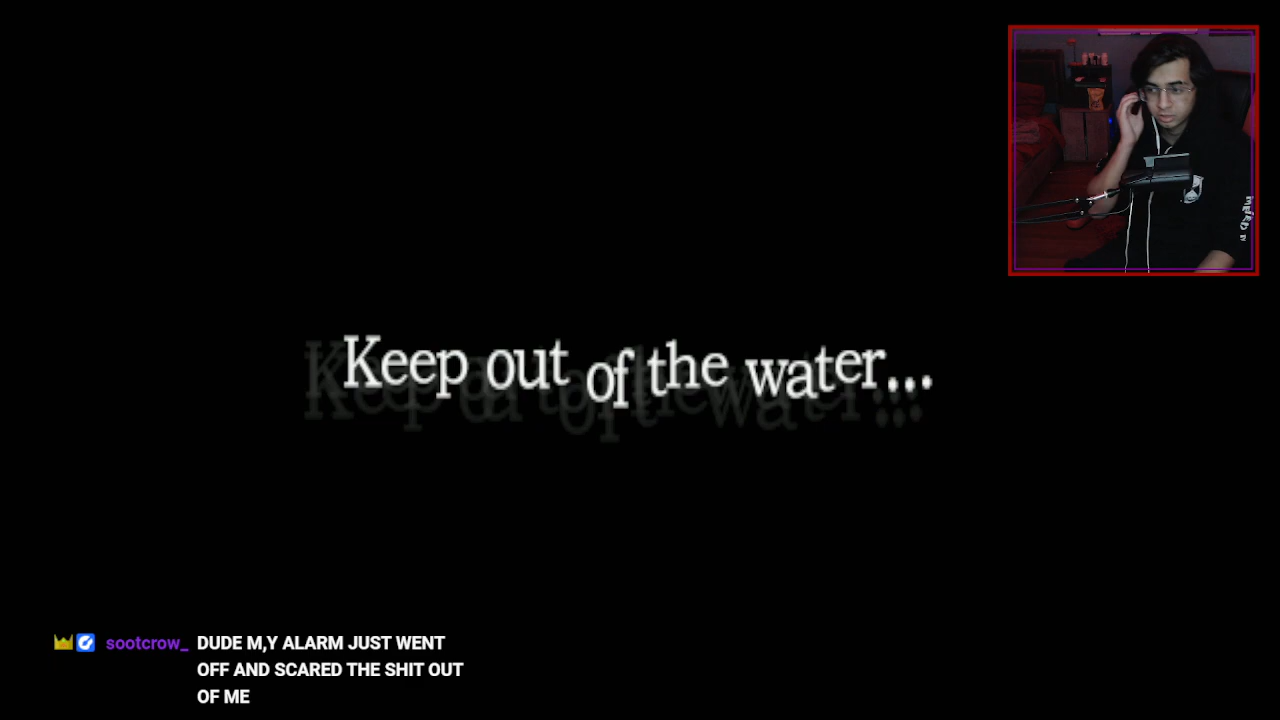 Keep out of the water...
sootcrow_ DUDE M,Y ALARM JUST WENT
OFF AND SCARED THE SHIT OUT
OF ME